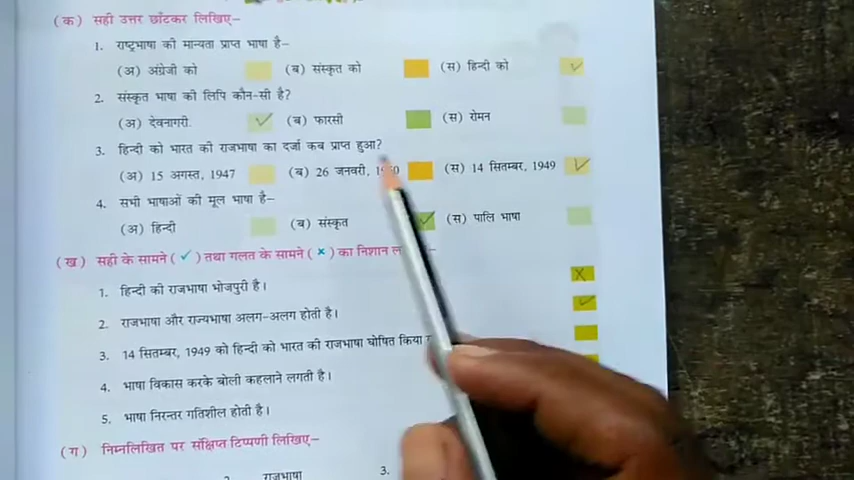 (क) सही उत्तर छाँटकर लिखिए–
1. राष्ट्रभाषा की मान्यता प्राप्त भाषा है–
(अ) अंग्रेजी को (ब) संस्कृत को (स) हिन्दी को ✓
2. संस्कृत भाषा की लिपि कौन-सी है?
(अ) देवनागरी ✓ (ब) फारसी (स) रोमन
3. हिन्दी को भारत की राजभाषा का दर्जा कब प्राप्त हुआ?
(अ) 15 अगस्त, 1947 (ब) 26 जनवरी, (स) 14 सितम्बर, 1949 ✓
4. सभी भाषाओं की मूल भाषा है–
(अ) हिन्दी (ब) संस्कृत ✓ (स) पालि भाषा
(ख) सही के सामने (✓) तथा गलत के सामने (×) का निशान
1. हिन्दी की राजभाषा भोजपुरी है। ×
2. राजभाषा और राज्यभाषा अलग-अलग होती है। ✓
3. 14 सितम्बर, 1949 को हिन्दी को भारत की राजभाषा घोषित किया
4. भाषा विकास करके बोली कहलाने लगती है।
5. भाषा निरन्तर गतिशील होती है।
(ग) निम्नलिखित पर संक्षिप्त टिप्पणी लिखिए–
राजभाषा 3.